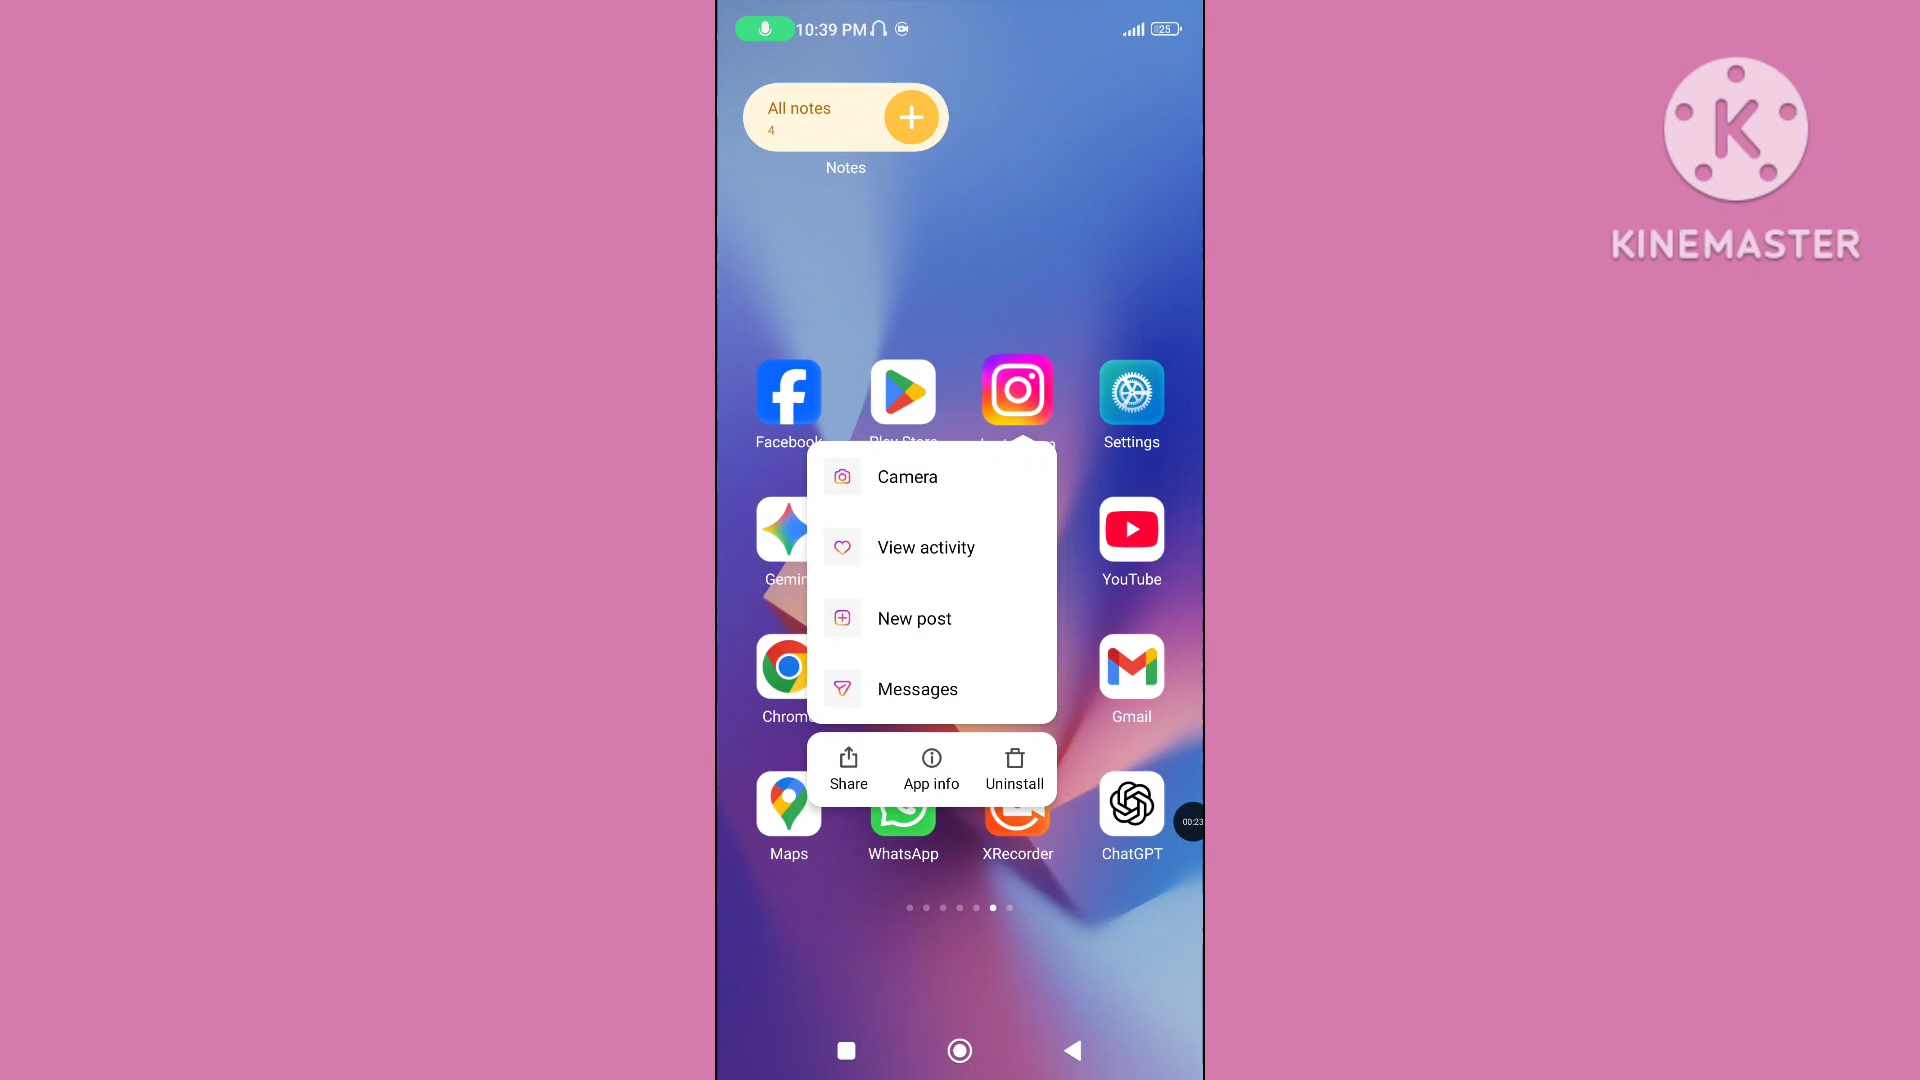 10:39 PM
25
All notes
4
Notes
K
KINEMASTER
Facebook
Settings
Camera
View activity
New post
Messages
YouTube
Gmail
Share
App info
Uninstall
00:23
Maps
WhatsApp
XRecorder
ChatGPT